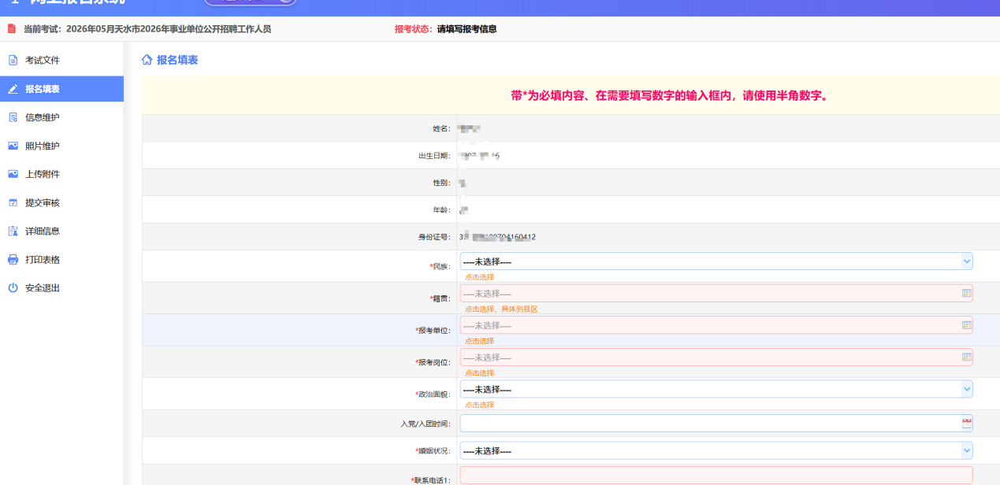 网上报名系统
当前考试：2026年05月天水市2026年事业单位公开招聘工作人员
报考状态：请填写报考信息
考试文件
报名填表
信息维护
照片维护
上传附件
提交审核
详细信息
打印表格
安全退出
报名填表
带*为必填内容、在需要填写数字的输入框内，请使用半角数字。
姓名：
出生日期：
性别：
年龄：
身份证号：
*民族： ----未选择----
点击选择
*籍贯： ----未选择----
点击选择，具体到县区
*报考单位： ----未选择----
点击选择
*报考岗位： ----未选择----
点击选择
*政治面貌： ----未选择----
点击选择
入党/入团时间：
*婚姻状况： ----未选择----
*联系电话1：